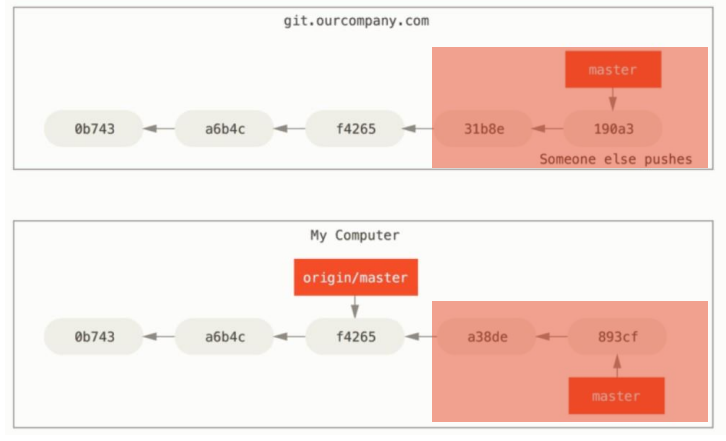 git.ourcompany.com
master
0b743 a6b4c f4265 31b8e 190a3
Someone else pushes
My Computer
origin/master
0b743 a6b4c f4265 a38de 893cf
master